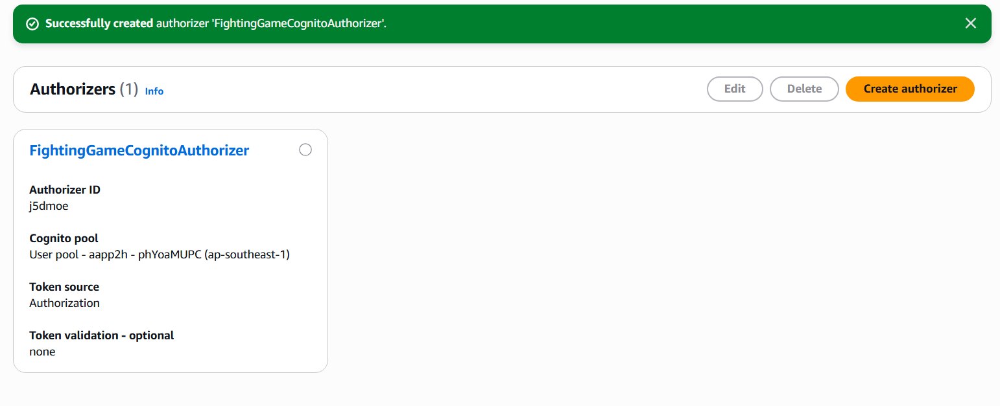 Successfully created authorizer 'FightingGameCognitoAuthorizer'.
Authorizers (1) Info
Edit
Delete
Create authorizer
FightingGameCognitoAuthorizer
Authorizer ID
j5dmoe
Cognito pool
User pool - aapp2h - phYoaMUPC (ap-southeast-1)
Token source
Authorization
Token validation - optional
none